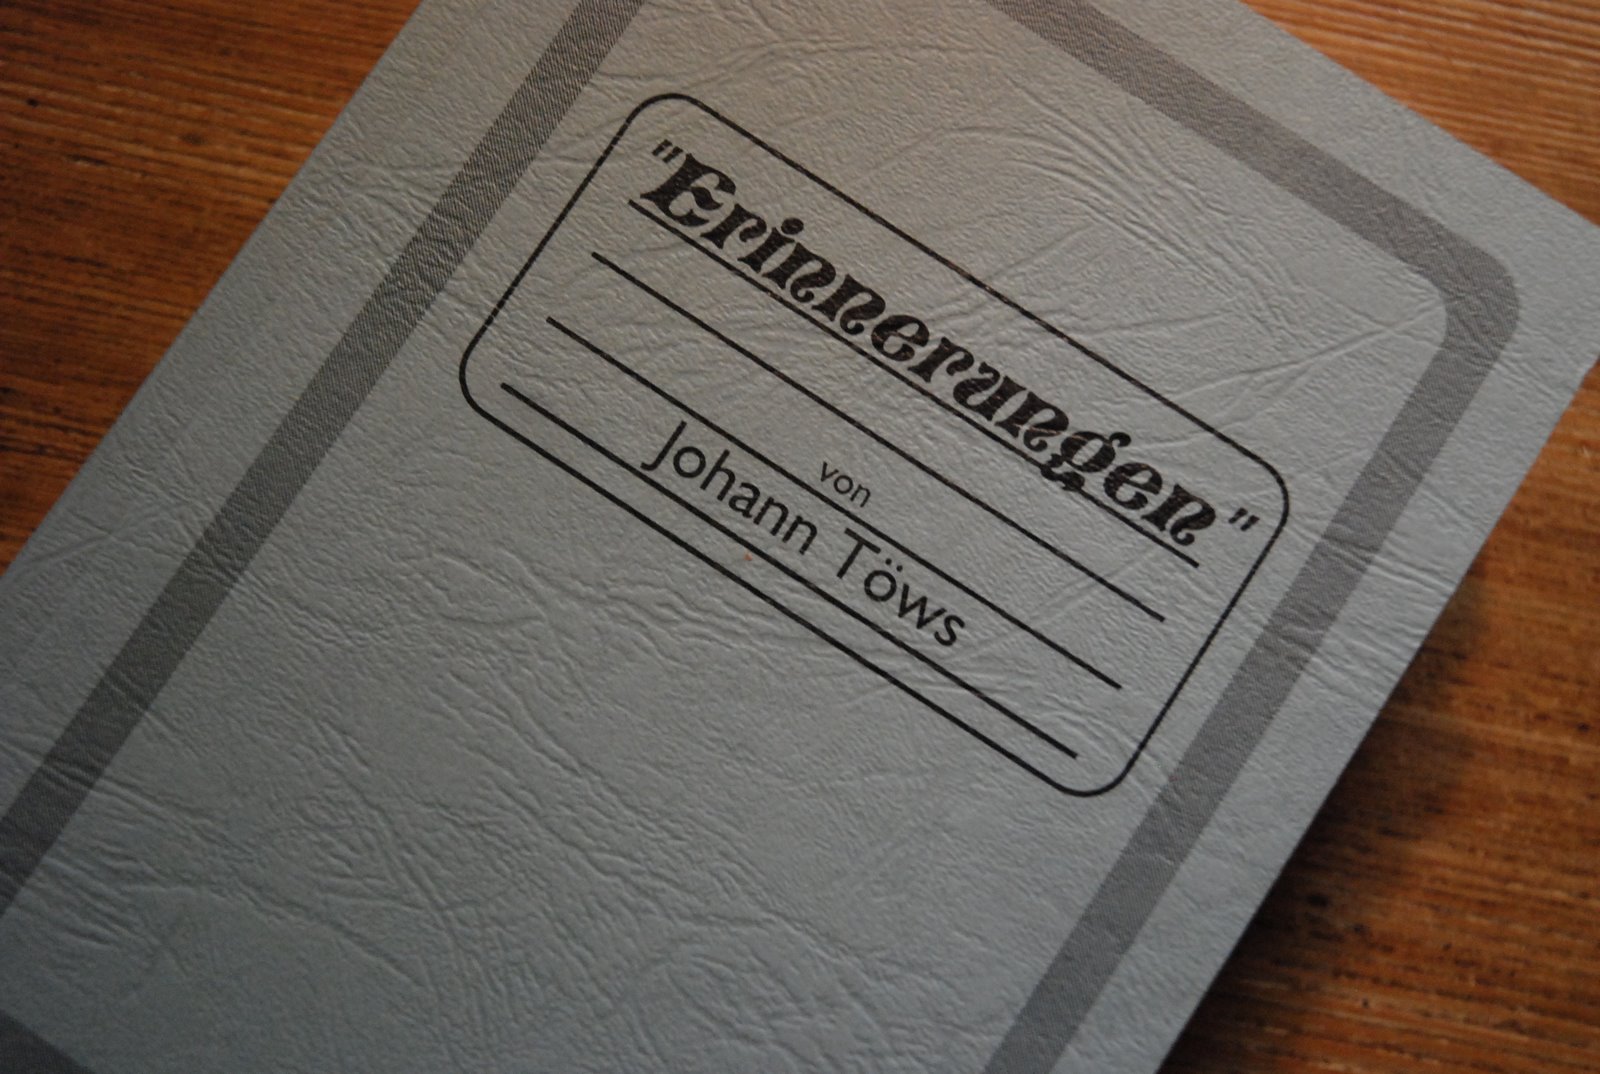 "Erinnerungen"
von
Johann Töws